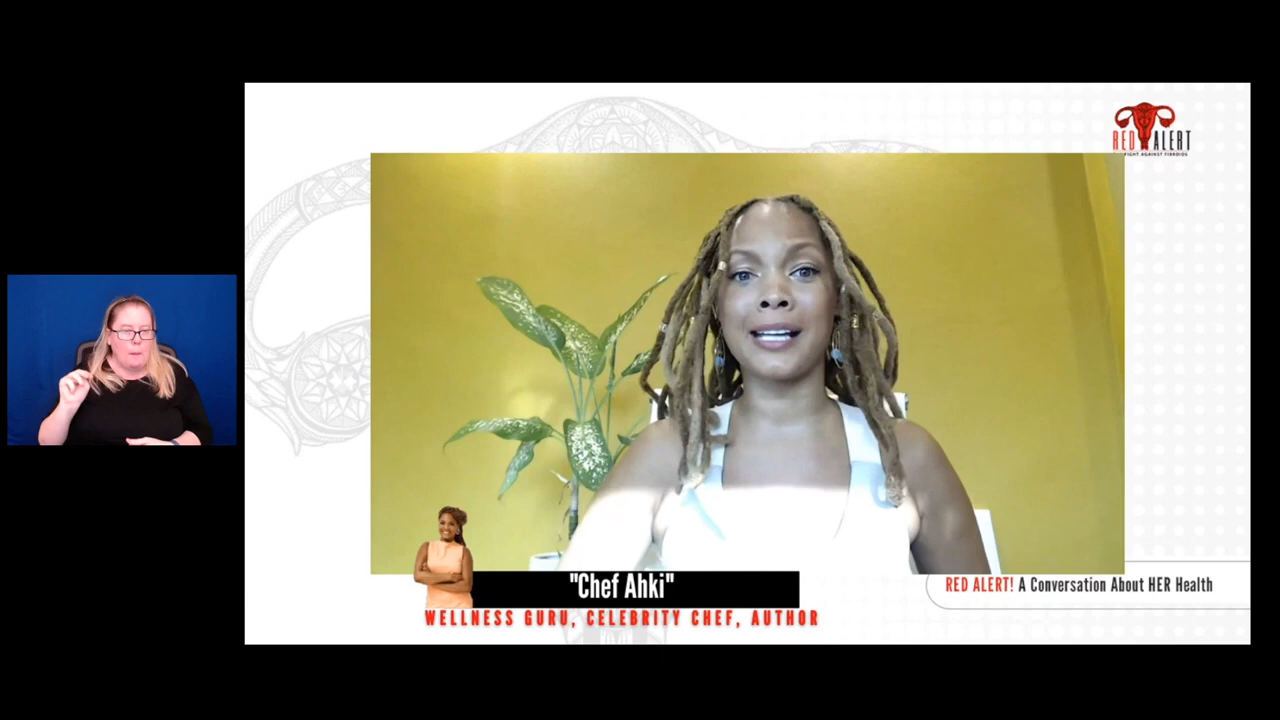 RED ALERT
FIGHT AGAINST FIBROIDS
"Chef Ahki"
RED ALERT! A Conversation About HER Health
WELLNESS GURU, CELEBRITY CHEF, AUTHOR